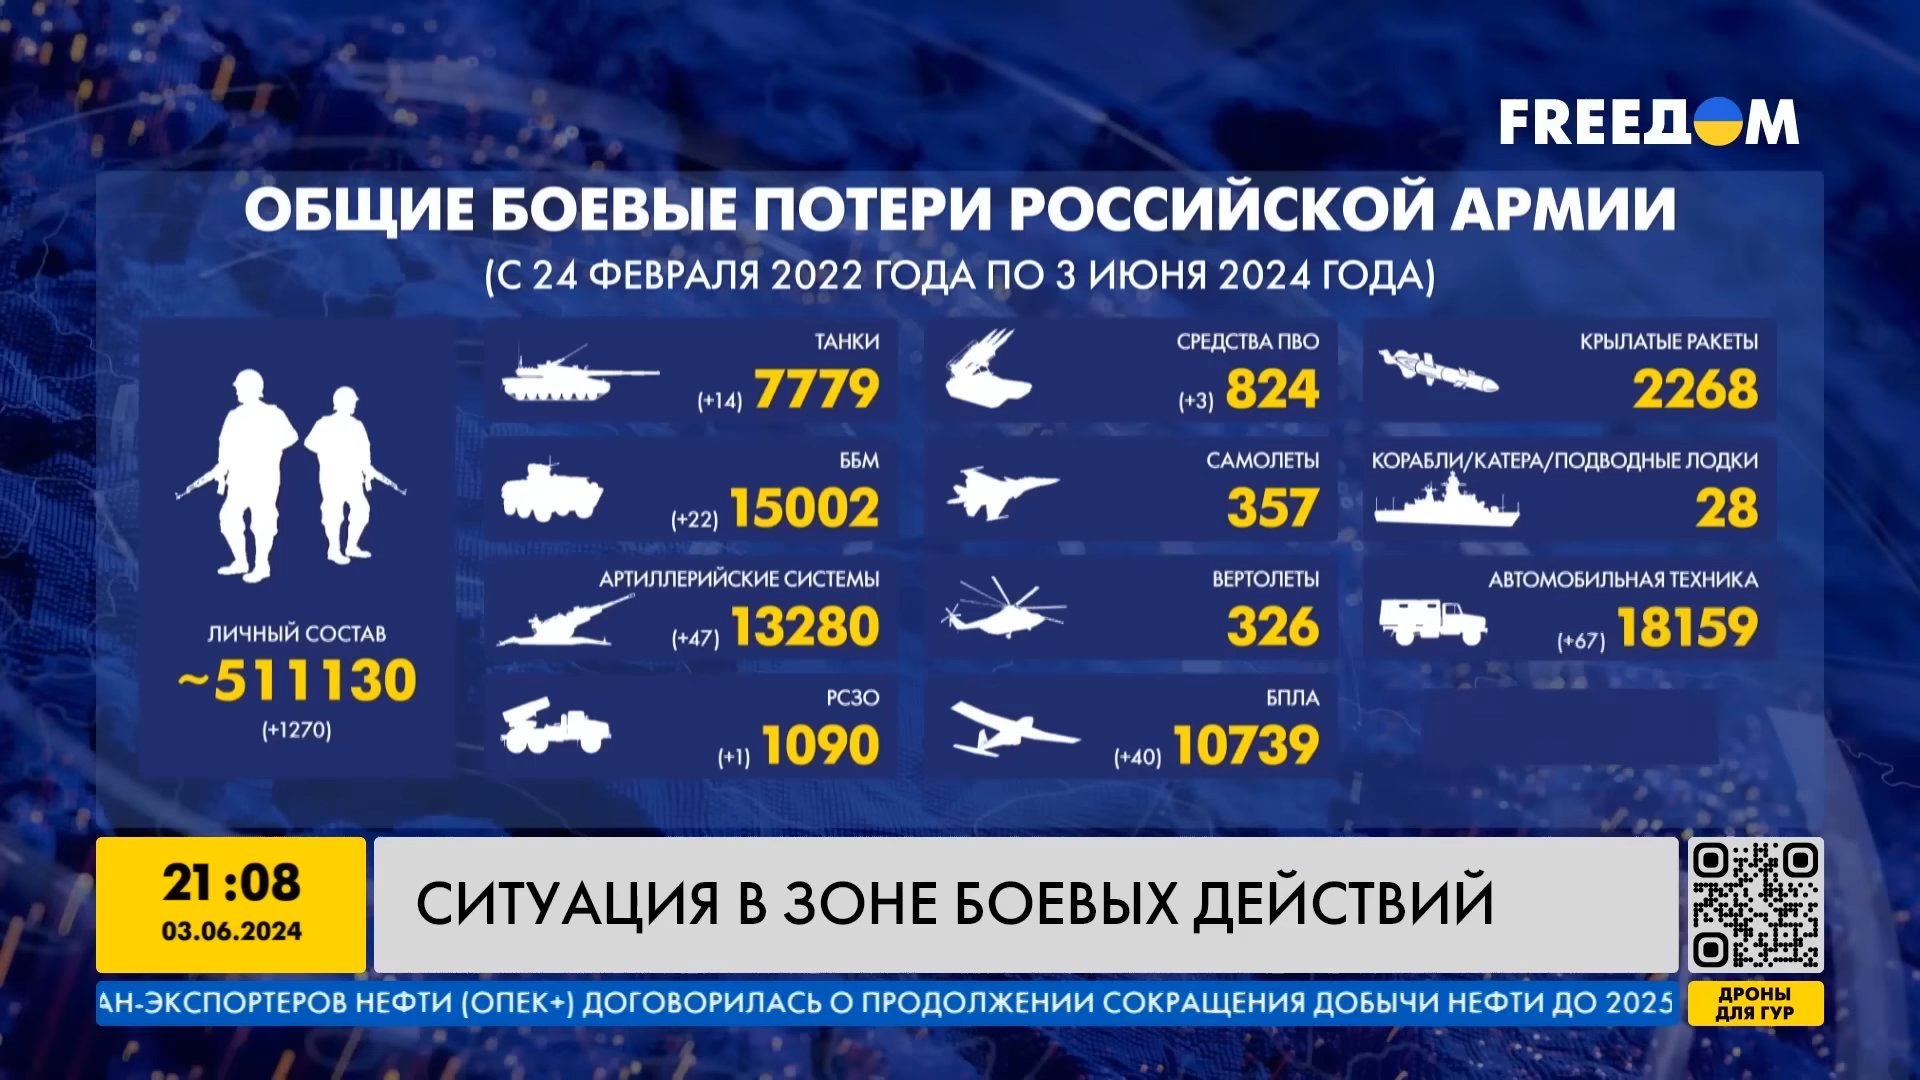 FREEДOM
ОБЩИЕ БОЕВЫЕ ПОТЕРИ РОССИЙСКОЙ АРМИИ
(С 24 ФЕВРАЛЯ 2022 ГОДА ПО 3 ИЮНЯ 2024 ГОДА)
ЛИЧНЫЙ СОСТАВ
~511130
(+1270)
ТАНКИ
(+14) 7779
ББМ
(+22) 15002
АРТИЛЛЕРИЙСКИЕ СИСТЕМЫ
(+47) 13280
РСЗО
(+1) 1090
СРЕДСТВА ПВО
(+3) 824
САМОЛЕТЫ
357
ВЕРТОЛЕТЫ
326
БПЛА
(+40) 10739
КРЫЛАТЫЕ РАКЕТЫ
2268
КОРАБЛИ/КАТЕРА/ПОДВОДНЫЕ ЛОДКИ
28
АВТОМОБИЛЬНАЯ ТЕХНИКА
(+67) 18159
21:08
03.06.2024
СИТУАЦИЯ В ЗОНЕ БОЕВЫХ ДЕЙСТВИЙ
АН-ЭКСПОРТЕРОВ НЕФТИ (ОПЕК+) ДОГОВОРИЛАСЬ О ПРОДОЛЖЕНИИ СОКРАЩЕНИЯ ДОБЫЧИ НЕФТИ ДО 2025
ДРОНЫ
ДЛЯ ГУР